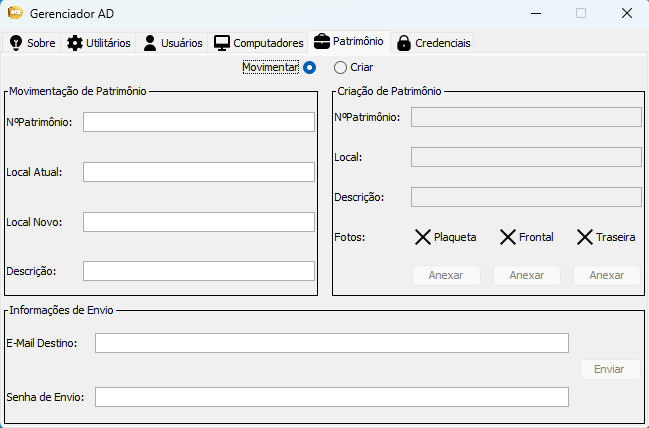 Gerenciador AD
Sobre Utilitários Usuários Computadores Patrimônio Credenciais
Movimentar Criar
Movimentação de Patrimônio
NºPatrimônio:
Local Atual:
Local Novo:
Descrição:
Criação de Patrimônio
NºPatrimônio:
Local:
Descrição:
Fotos: Plaqueta Frontal Traseira
Anexar Anexar Anexar
Informações de Envio
E-Mail Destino:
Enviar
Senha de Envio: